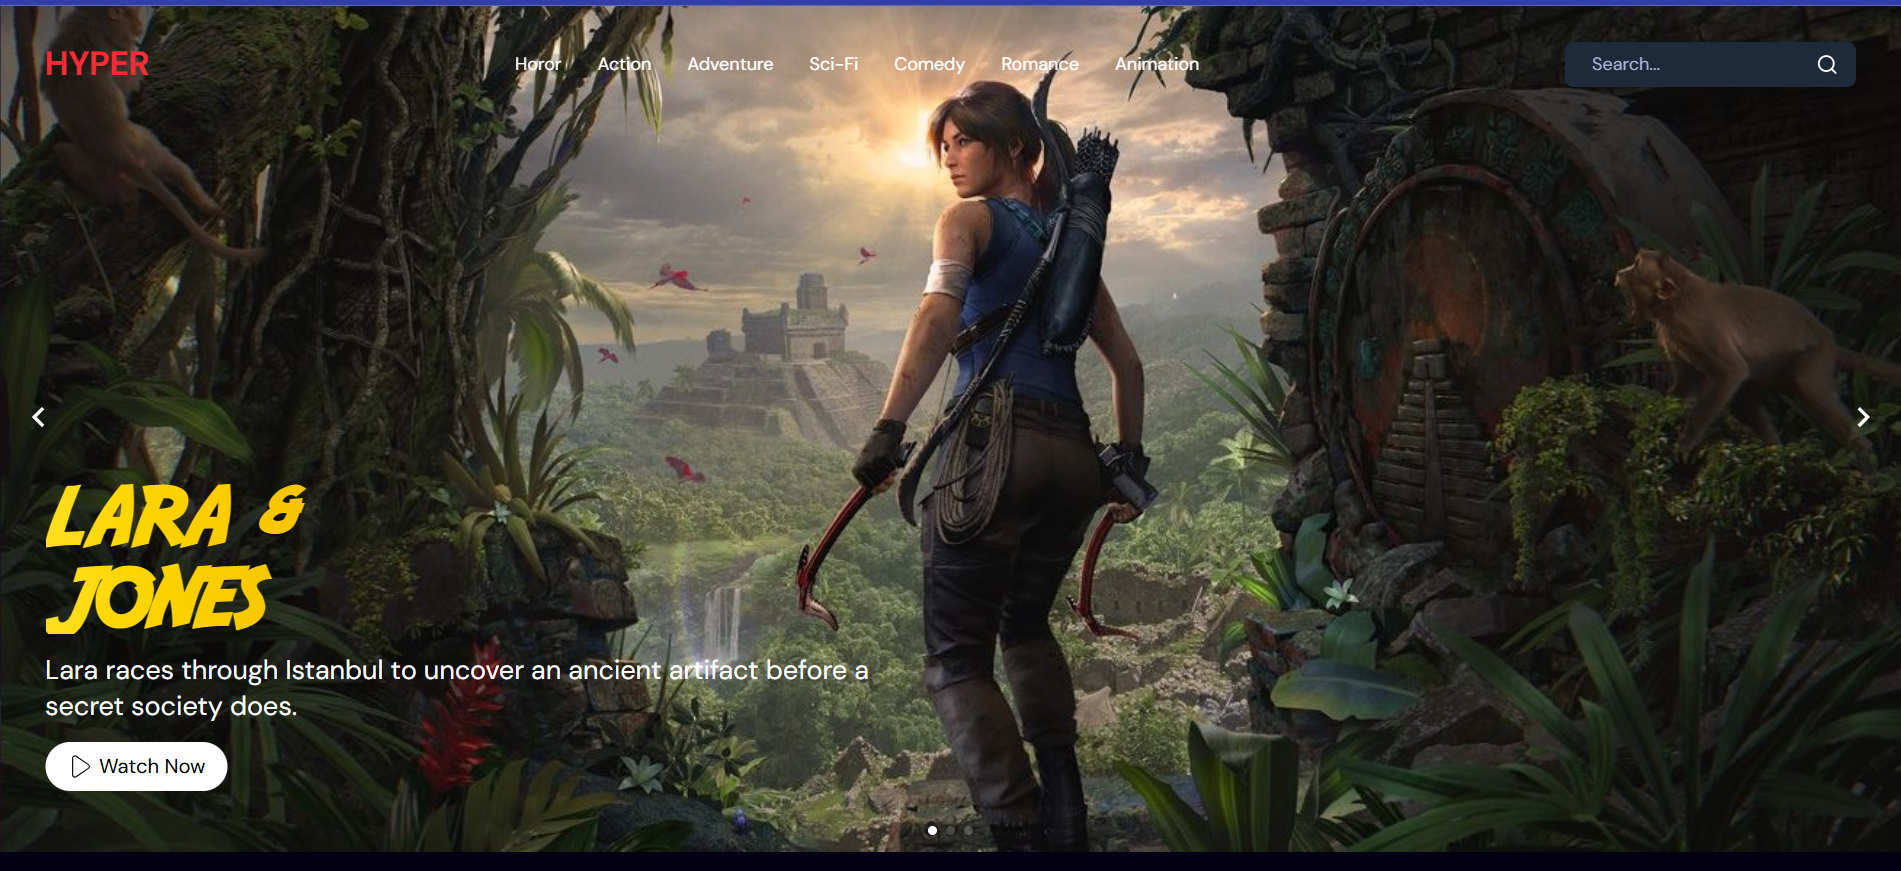 HYPER
Horor Action Adventure Sci-Fi Comedy Romance Animation
Search...
LARA &
JONES
Lara races through Istanbul to uncover an ancient artifact before a
secret society does.
Watch Now